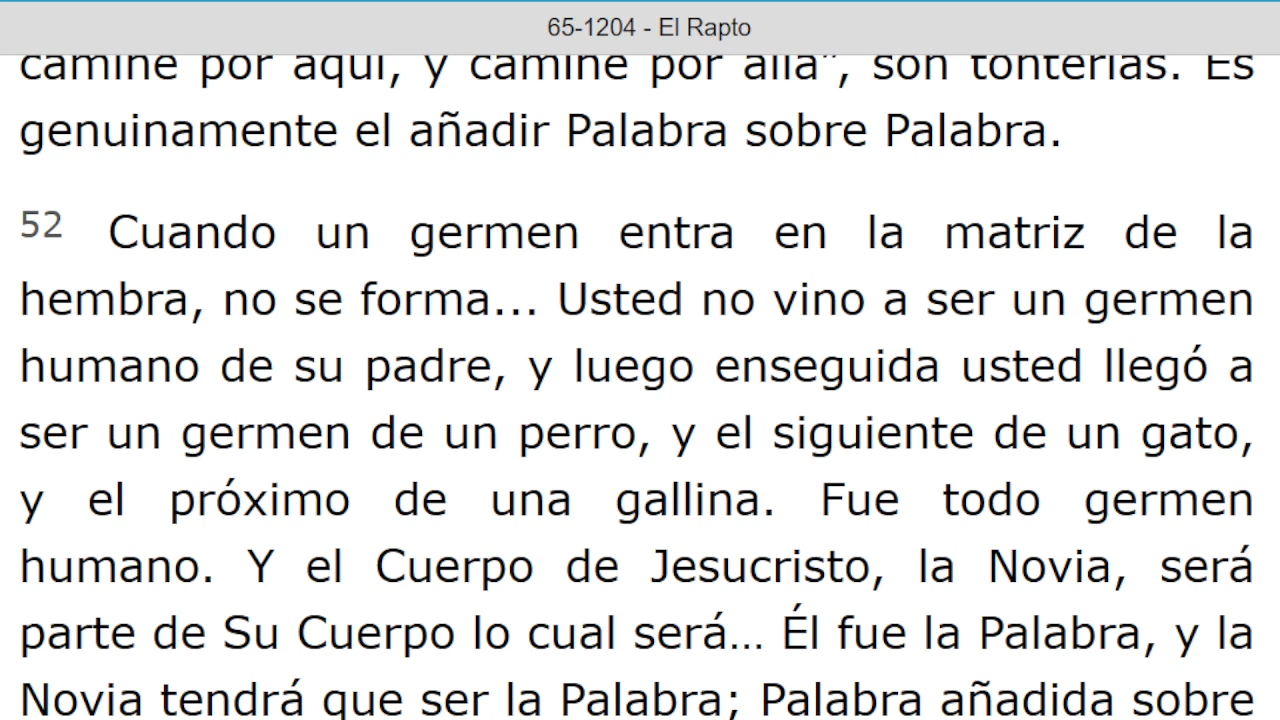 65-1204 - El Rapto
camine por aquí, y camine por allá", son tonterías. Es
genuinamente el añadir Palabra sobre Palabra.
52 Cuando un germen entra en la matriz de la
hembra, no se forma... Usted no vino a ser un germen
humano de su padre, y luego enseguida usted llegó a
ser un germen de un perro, y el siguiente de un gato,
y el próximo de una gallina. Fue todo germen
humano. Y el Cuerpo de Jesucristo, la Novia, será
parte de Su Cuerpo lo cual será... Él fue la Palabra, y la
Novia tendrá que ser la Palabra; Palabra añadida sobre